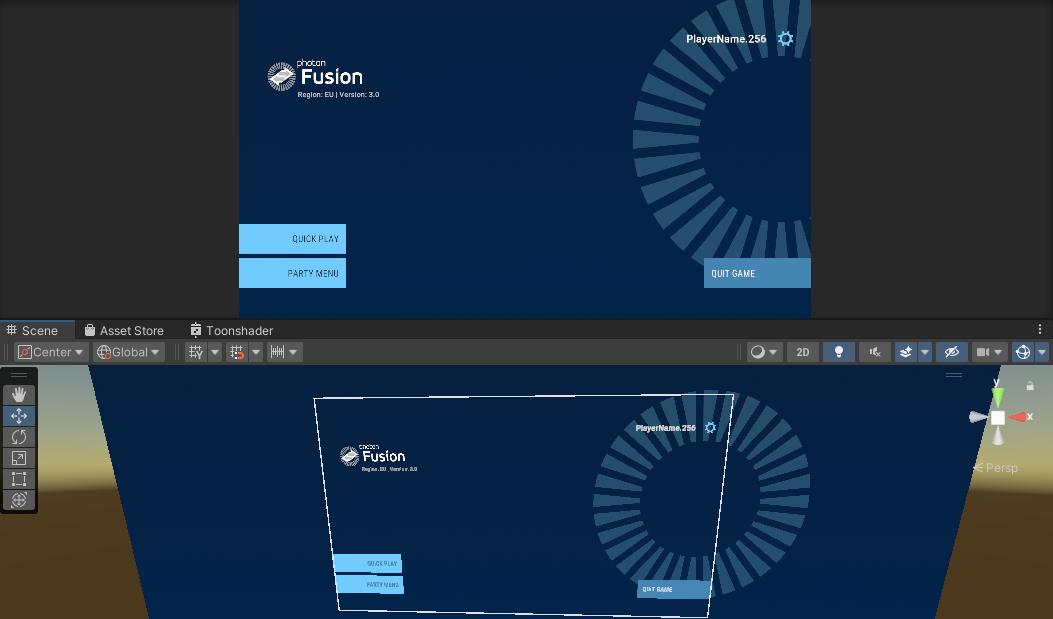 PlayerName.256
photon
Fusion
Region: EU | Version: 3.0
QUICK PLAY
PARTY MENU
QUIT GAME
Scene
Asset Store
Toonshader
Center
Global
2D
y
x
Persp
PlayerName.256
photon
Fusion
Region: EU | Version: 3.0
QUICK PLAY
PARTY MENU
QUIT GAME